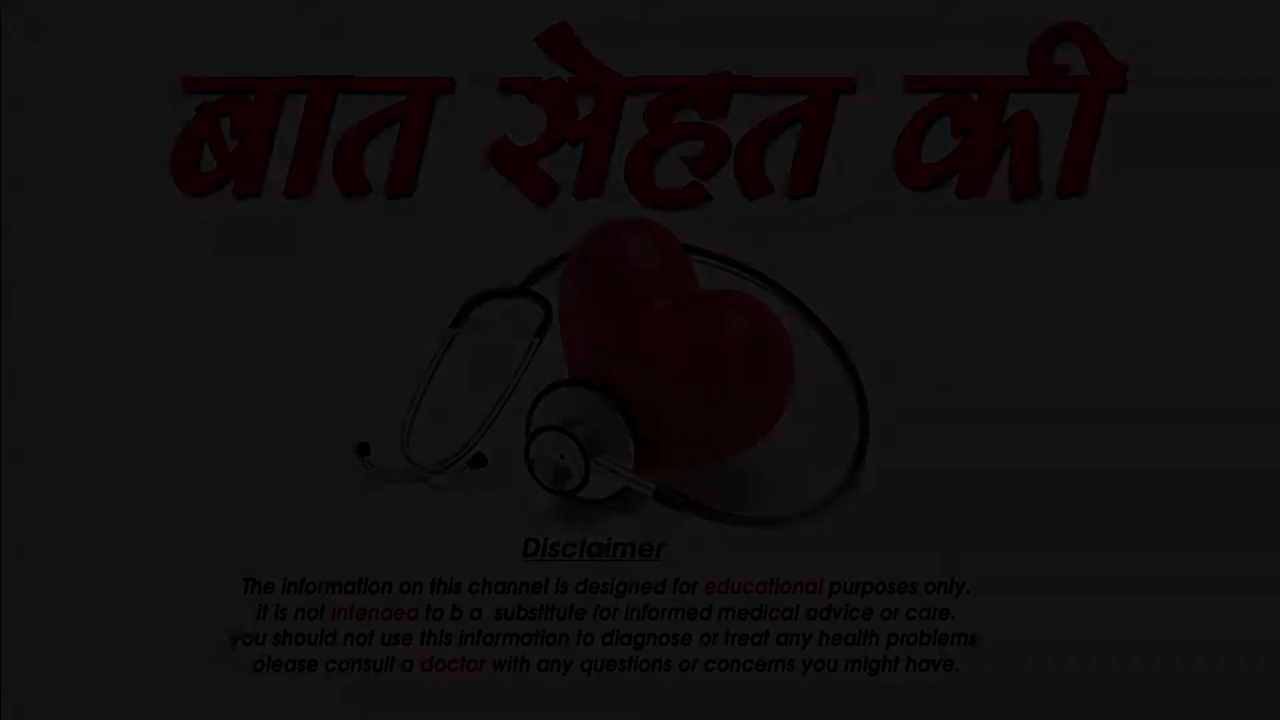 बात सेहत की
Disclaimer
The information on this channel is designed for educational purposes only.
it is not intended to b a substitute for informed medical advice or care.
you should not use this information to diagnose or treat any health problems
please consult a doctor with any questions or concerns you might have.